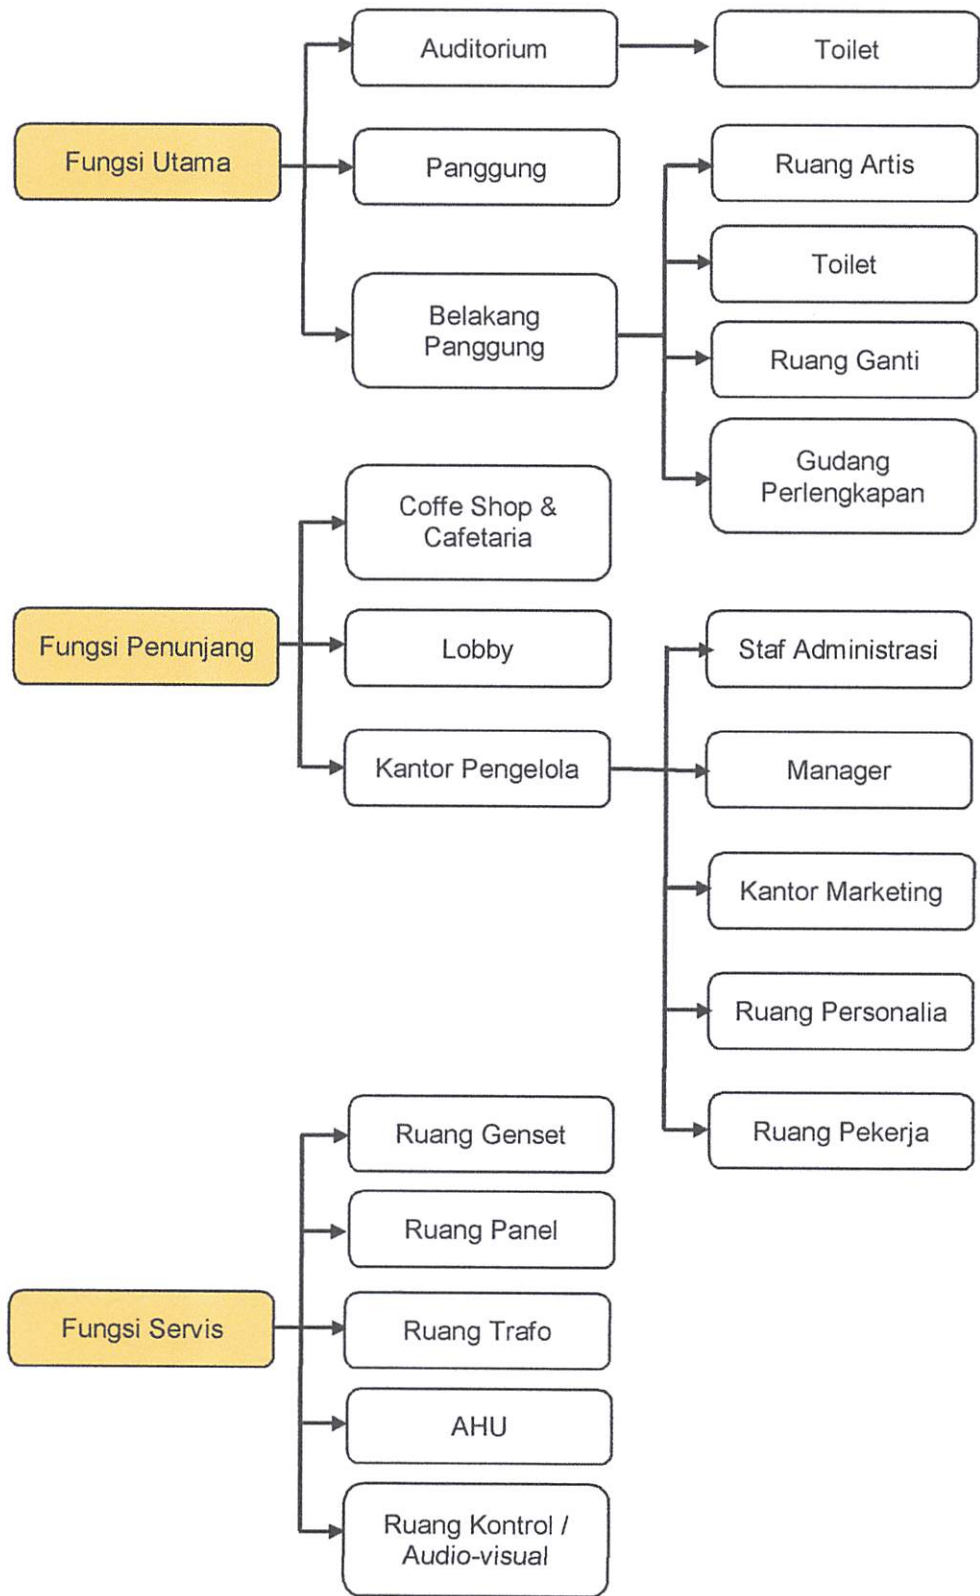 Fungsi Utama
Auditorium
Toilet
Panggung
Belakang
Panggung
Ruang Artis
Toilet
Ruang Ganti
Gudang
Perlengkapan
Fungsi Penunjang
Coffe Shop &
Cafetaria
Lobby
Kantor Pengelola
Staf Administrasi
Manager
Kantor Marketing
Ruang Personalia
Ruang Pekerja
Fungsi Servis
Ruang Genset
Ruang Panel
Ruang Trafo
AHU
Ruang Kontrol /
Audio-visual